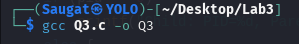 ┌──(Saugat㉿YOLO)-[~/Desktop/Lab3]
└─$ gcc Q3.c -o Q3